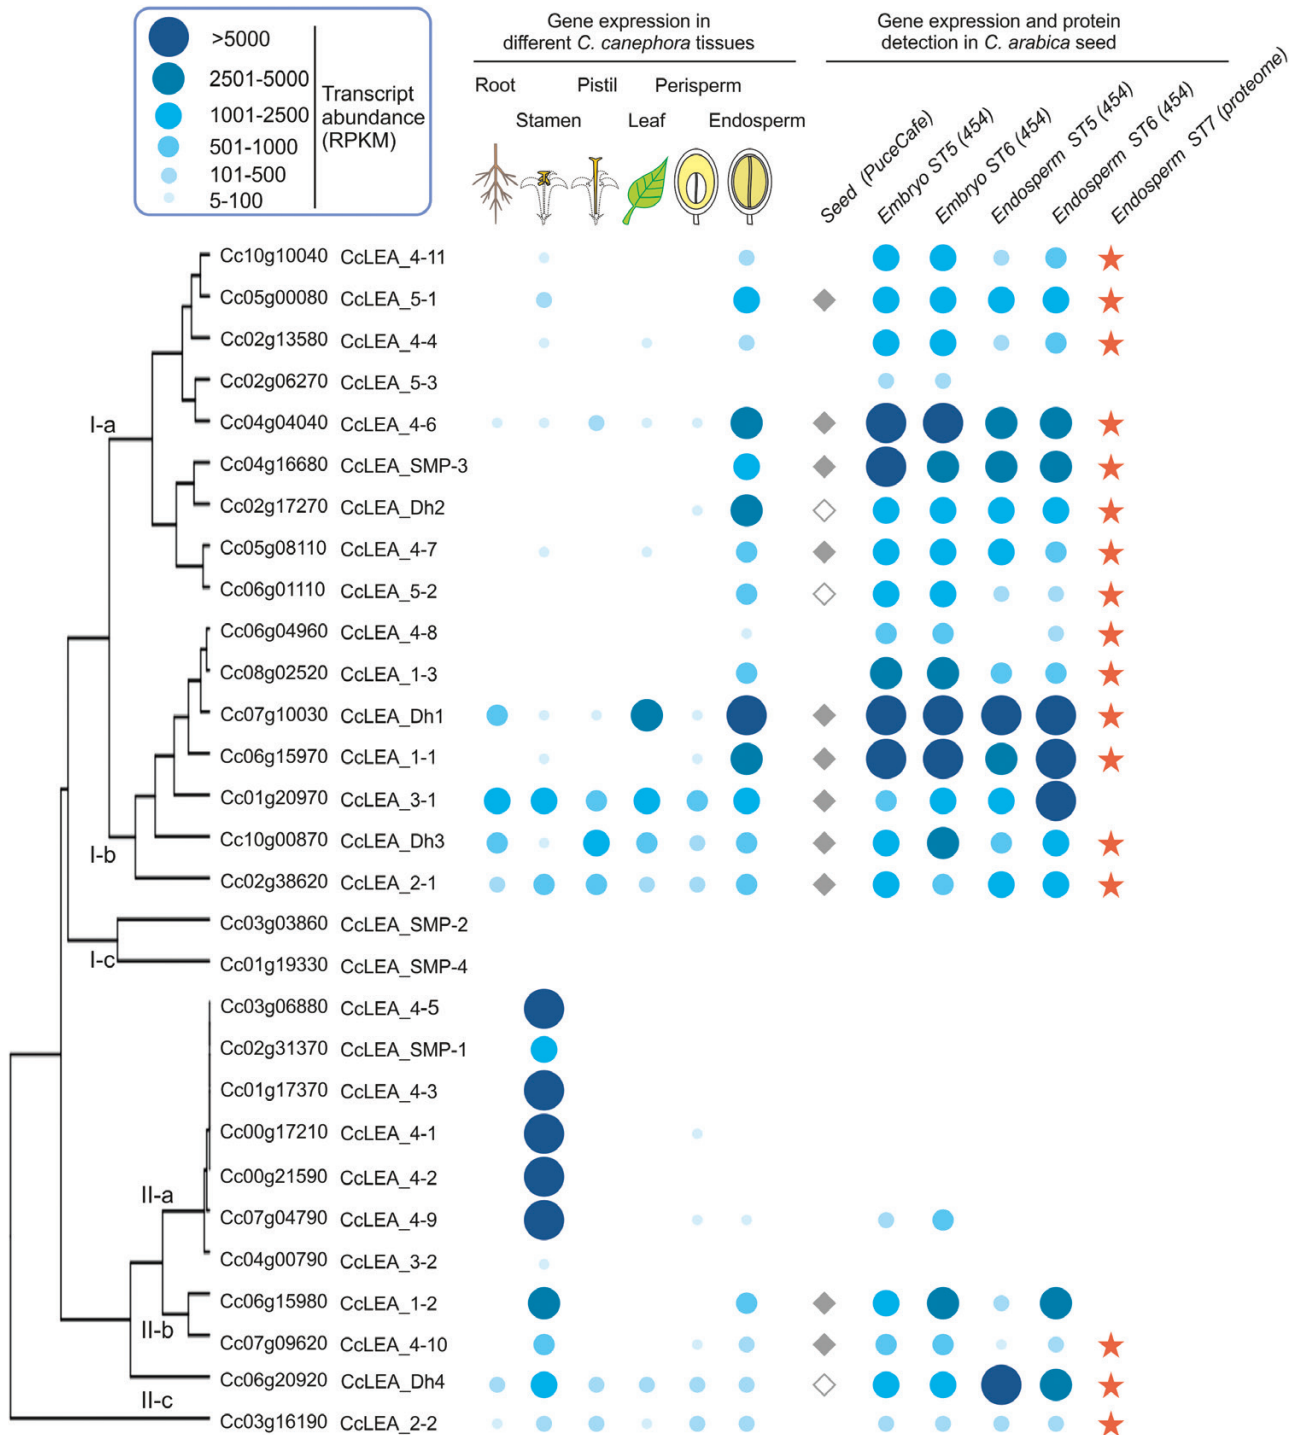 >5000
2501-5000
1001-2500
501-1000
101-500
5-100
Transcript
abundance
(RPKM)
Gene expression in
different C. canephora tissues
Root
Pistil
Perisperm
Stamen
Leaf
Endosperm
Gene expression and protein
detection in C. arabica seed
Seed (PuceCafe)
Embryo ST5 (454)
Embryo ST6 (454)
Endosperm ST5 (454)
Endosperm ST6 (454)
Endosperm ST7 (proteome)
Cc10g10040 CcLEA_4-11
Cc05g00080 CcLEA_5-1
Cc02g13580 CcLEA_4-4
Cc02g06270 CcLEA_5-3
I-a
Cc04g04040 CcLEA_4-6
Cc04g16680 CcLEA_SMP-3
Cc02g17270 CcLEA_Dh2
Cc05g08110 CcLEA_4-7
Cc06g01110 CcLEA_5-2
Cc06g04960 CcLEA_4-8
Cc08g02520 CcLEA_1-3
Cc07g10030 CcLEA_Dh1
Cc06g15970 CcLEA_1-1
Cc01g20970 CcLEA_3-1
Cc10g00870 CcLEA_Dh3
I-b
Cc02g38620 CcLEA_2-1
Cc03g03860 CcLEA_SMP-2
I-c
Cc01g19330 CcLEA_SMP-4
Cc03g06880 CcLEA_4-5
Cc02g31370 CcLEA_SMP-1
Cc01g17370 CcLEA_4-3
Cc00g17210 CcLEA_4-1
Cc00g21590 CcLEA_4-2
II-a
Cc07g04790 CcLEA_4-9
Cc04g00790 CcLEA_3-2
Cc06g15980 CcLEA_1-2
II-b
Cc07g09620 CcLEA_4-10
Cc06g20920 CcLEA_Dh4
II-c
Cc03g16190 CcLEA_2-2